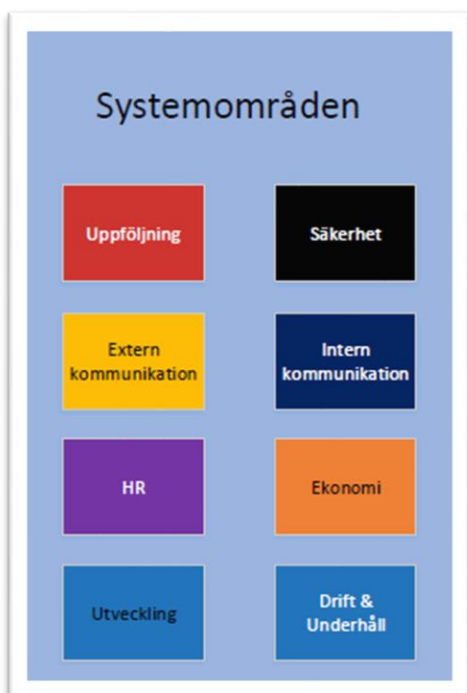 Systemområden
Uppföljning
Säkerhet
Extern
kommunikation
Intern
kommunikation
HR
Ekonomi
Utveckling
Drift &
Underhåll